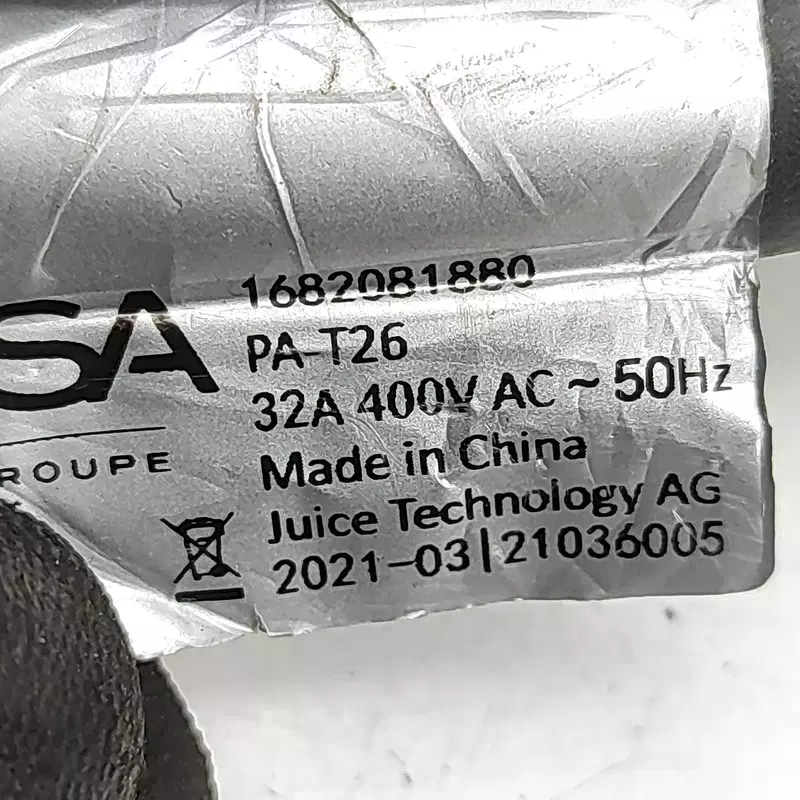 1682081880
SA
PA-T26
32A 400V AC ~ 50Hz
ROUPE
Made in China
Juice Technology AG
2021-03|21036005